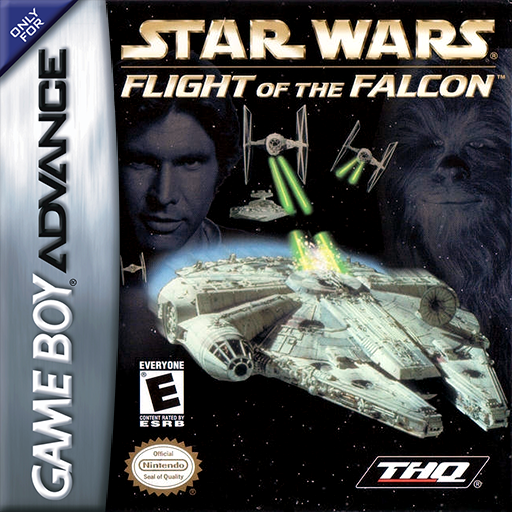 ONLY
FOR
GAME BOY ADVANCE
STAR WARS®
FLIGHT OF THE FALCON™
EVERYONE
E
CONTENT RATED BY
ESRB
Official
Nintendo
Seal of Quality
®
THQ®